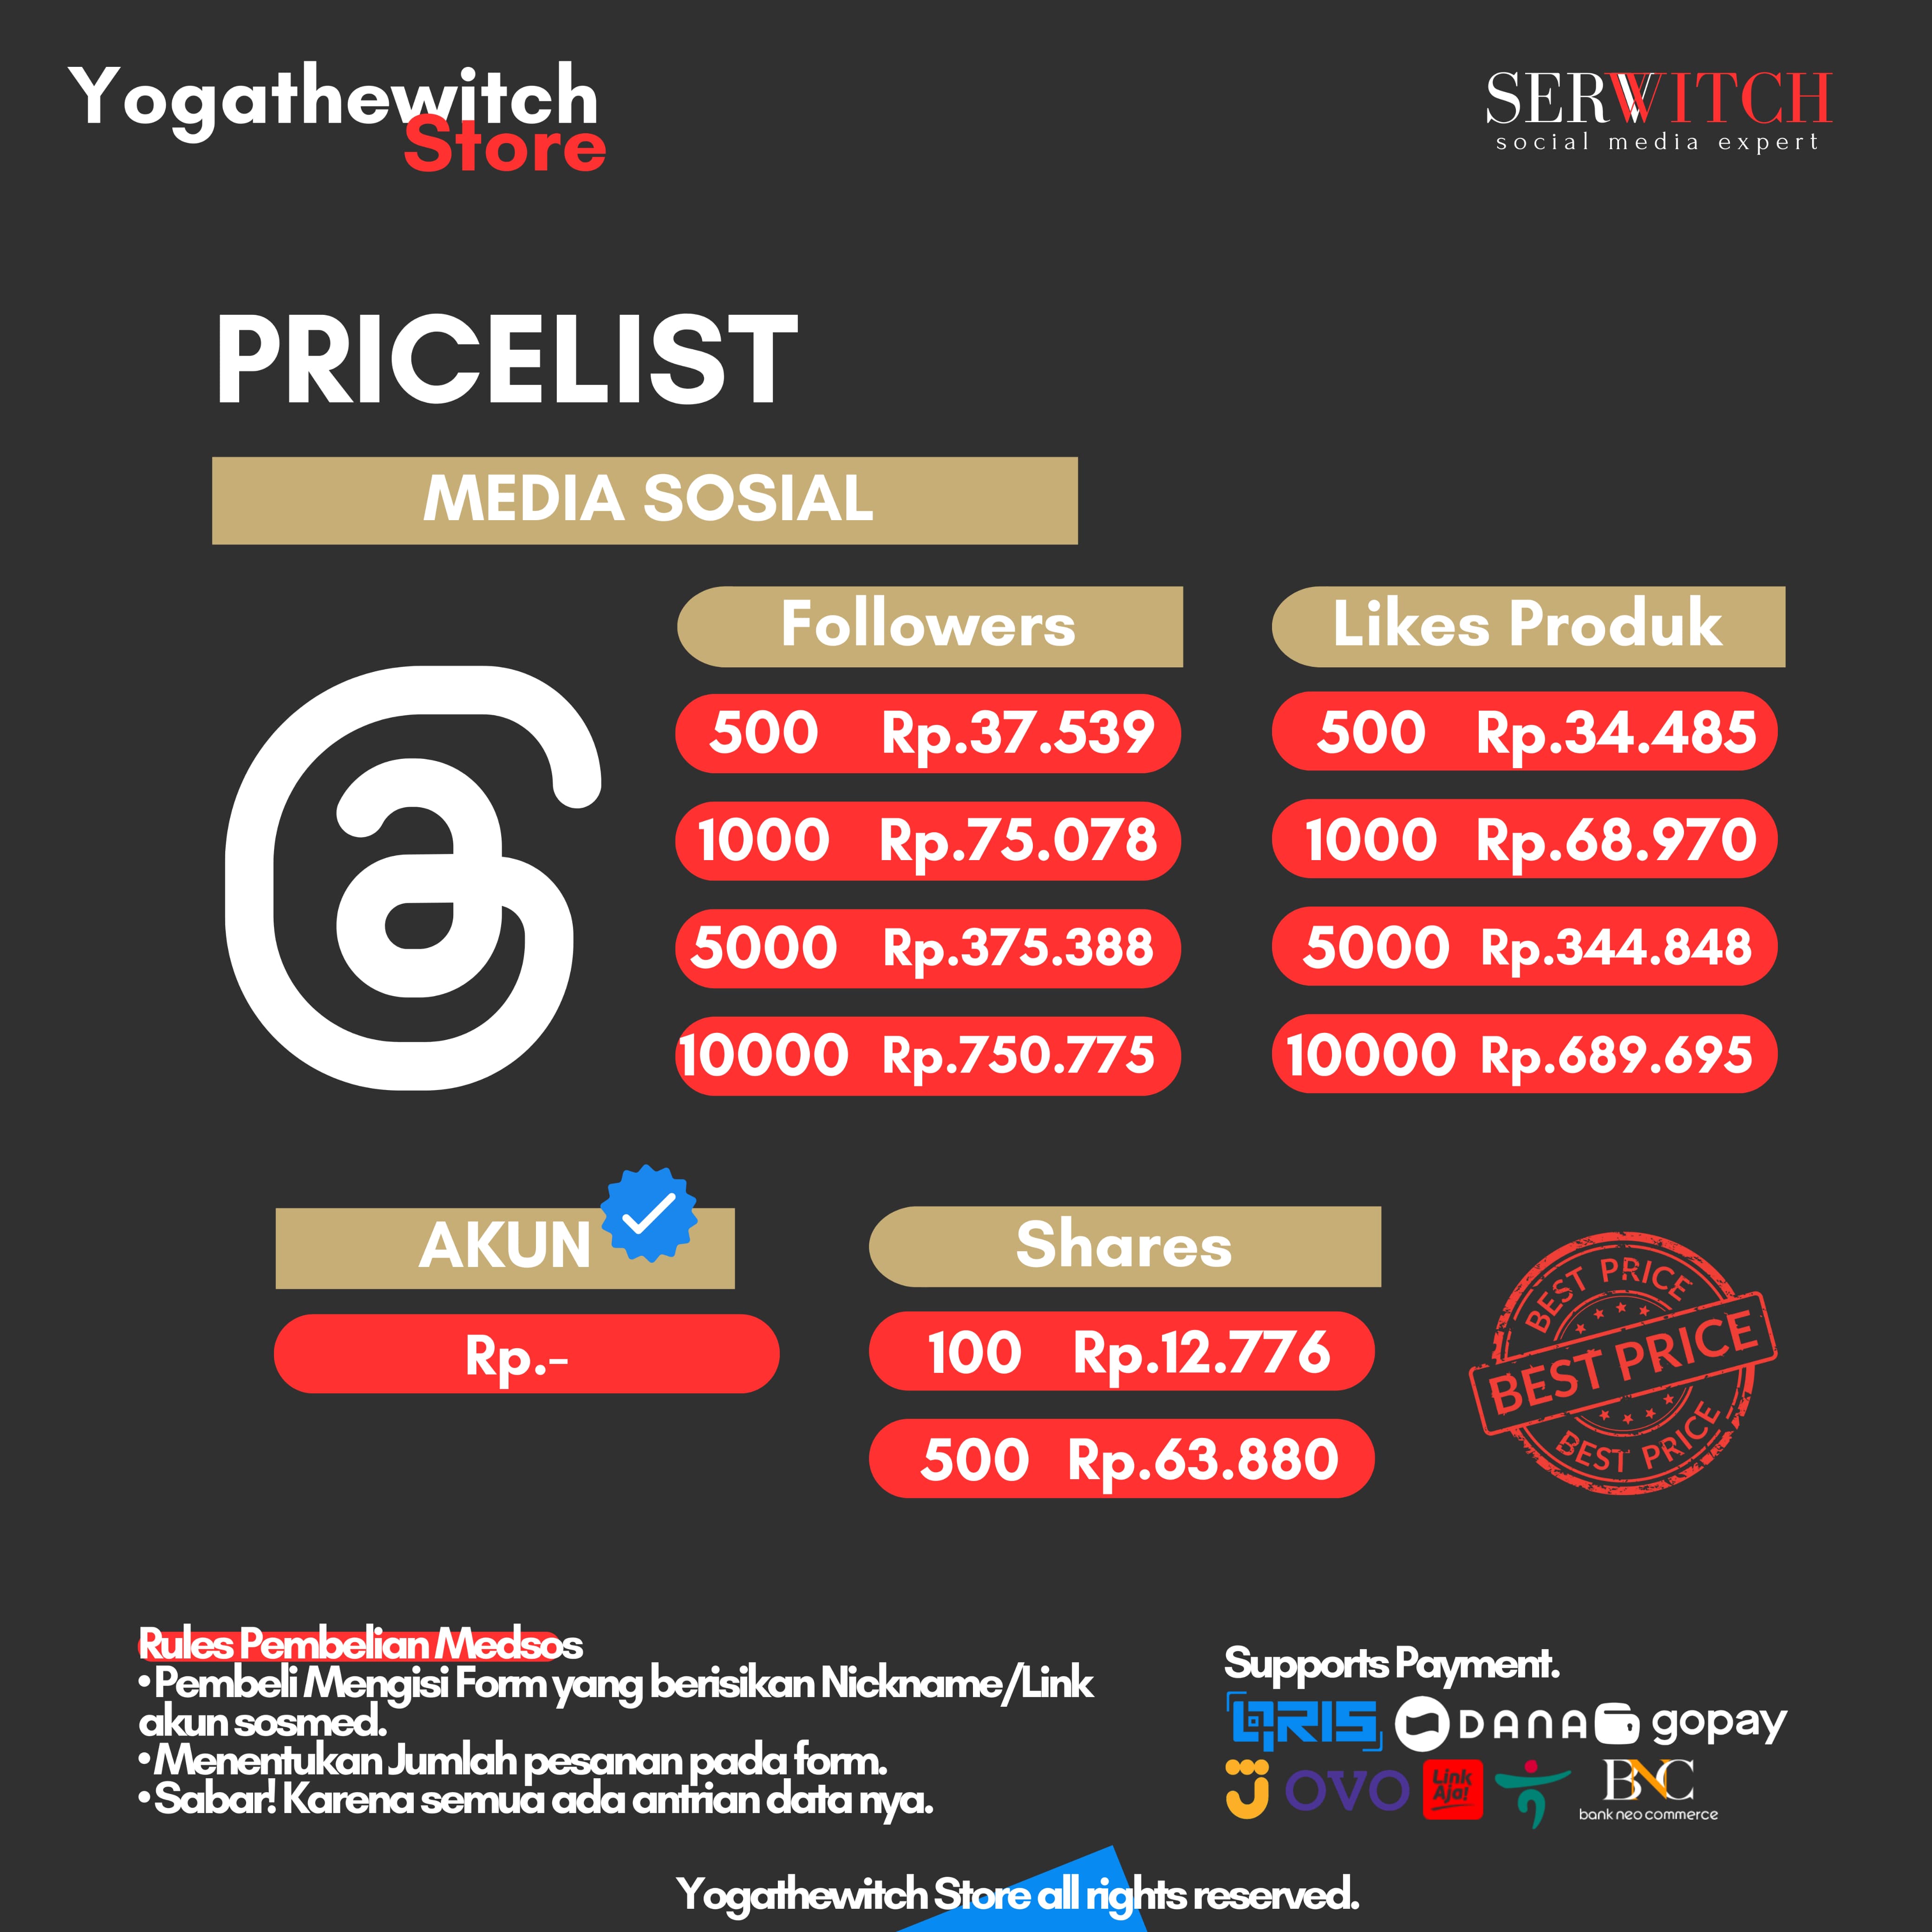 Yogathewitch
Store
SERWITCH
social media expert
PRICELIST
MEDIA SOSIAL
Followers
500 Rp.37.539
1000 Rp.75.078
5000 Rp.375.388
10000 Rp.750.775
Likes Produk
500 Rp.34.485
1000 Rp.68.970
5000 Rp.344.848
10000 Rp.689.695
AKUN
Rp.-
Shares
100 Rp.12.776
500 Rp.63.880
BEST PRICE
BEST PRICE
BEST PRICE
Rules Pembelian Medsos
• Pembeli Mengisi Form yang berisikan Nickname/Link
akun sosmed.
• Menentukan Jumlah pesanan pada form.
• Sabar! Karena semua ada antrian data nya.
Supports Payment.
QRIS DANA gopay
OVO Link Aja! BNC
bank neo commerce
Yogathewitch Store all rights reserved.